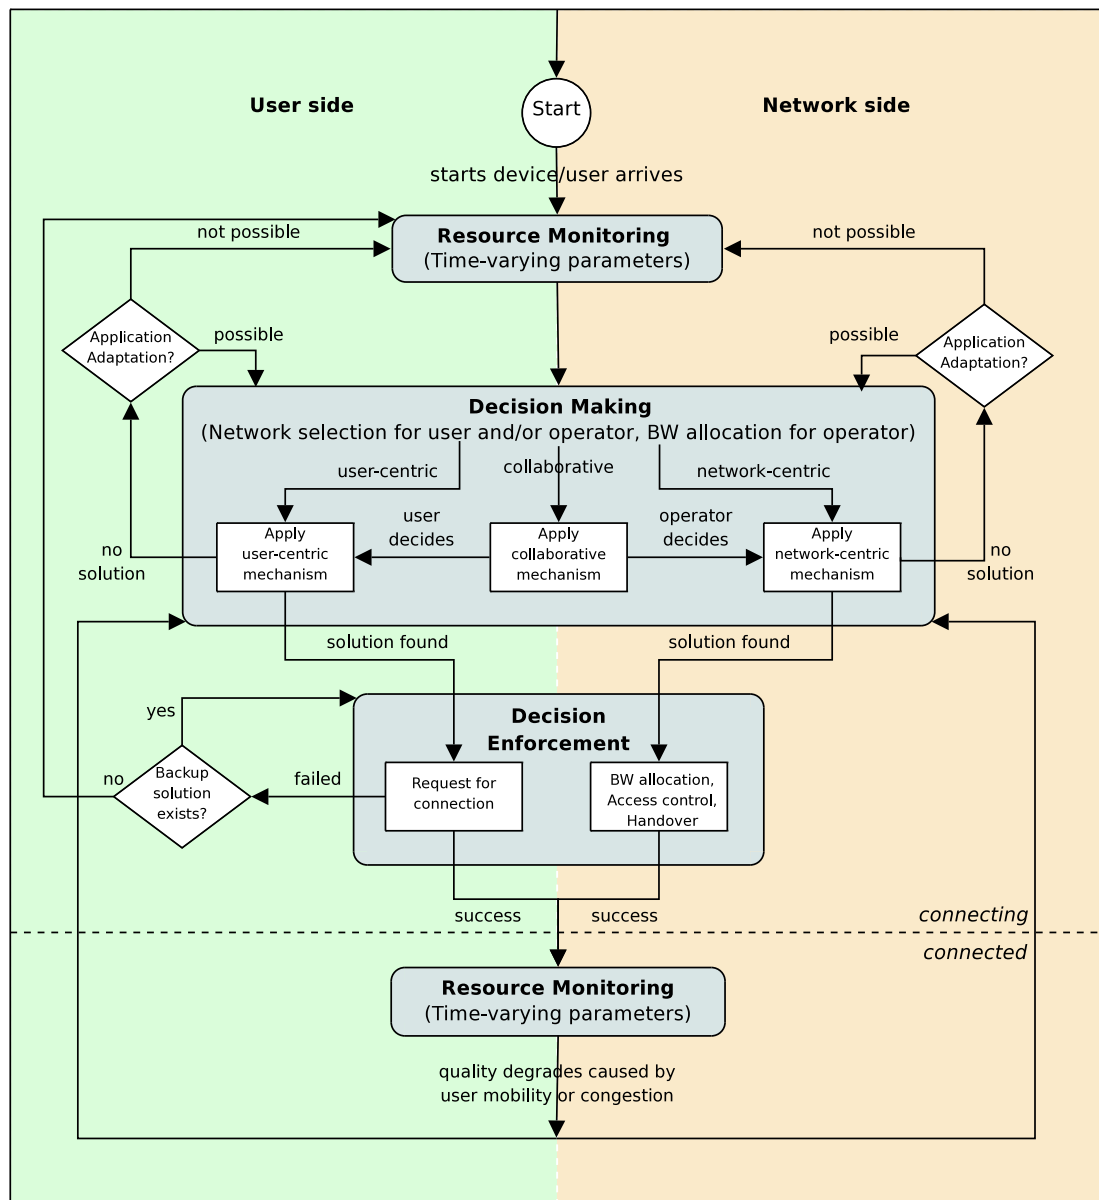 User side
Start
Network side
starts device/user arrives
Resource Monitoring
(Time-varying parameters)
not possible
not possible
Application
Adaptation?
possible
possible
Application
Adaptation?
Decision Making
(Network selection for user and/or operator, BW allocation for operator)
user-centric
collaborative
network-centric
user
decides
operator
decides
Apply
user-centric
mechanism
Apply
collaborative
mechanism
Apply
network-centric
mechanism
no
solution
no
solution
solution found
solution found
yes
Decision
Enforcement
no
Backup
solution
exists?
failed
Request for
connection
BW allocation,
Access control,
Handover
success
success
connecting
connected
Resource Monitoring
(Time-varying parameters)
quality degrades caused by
user mobility or congestion